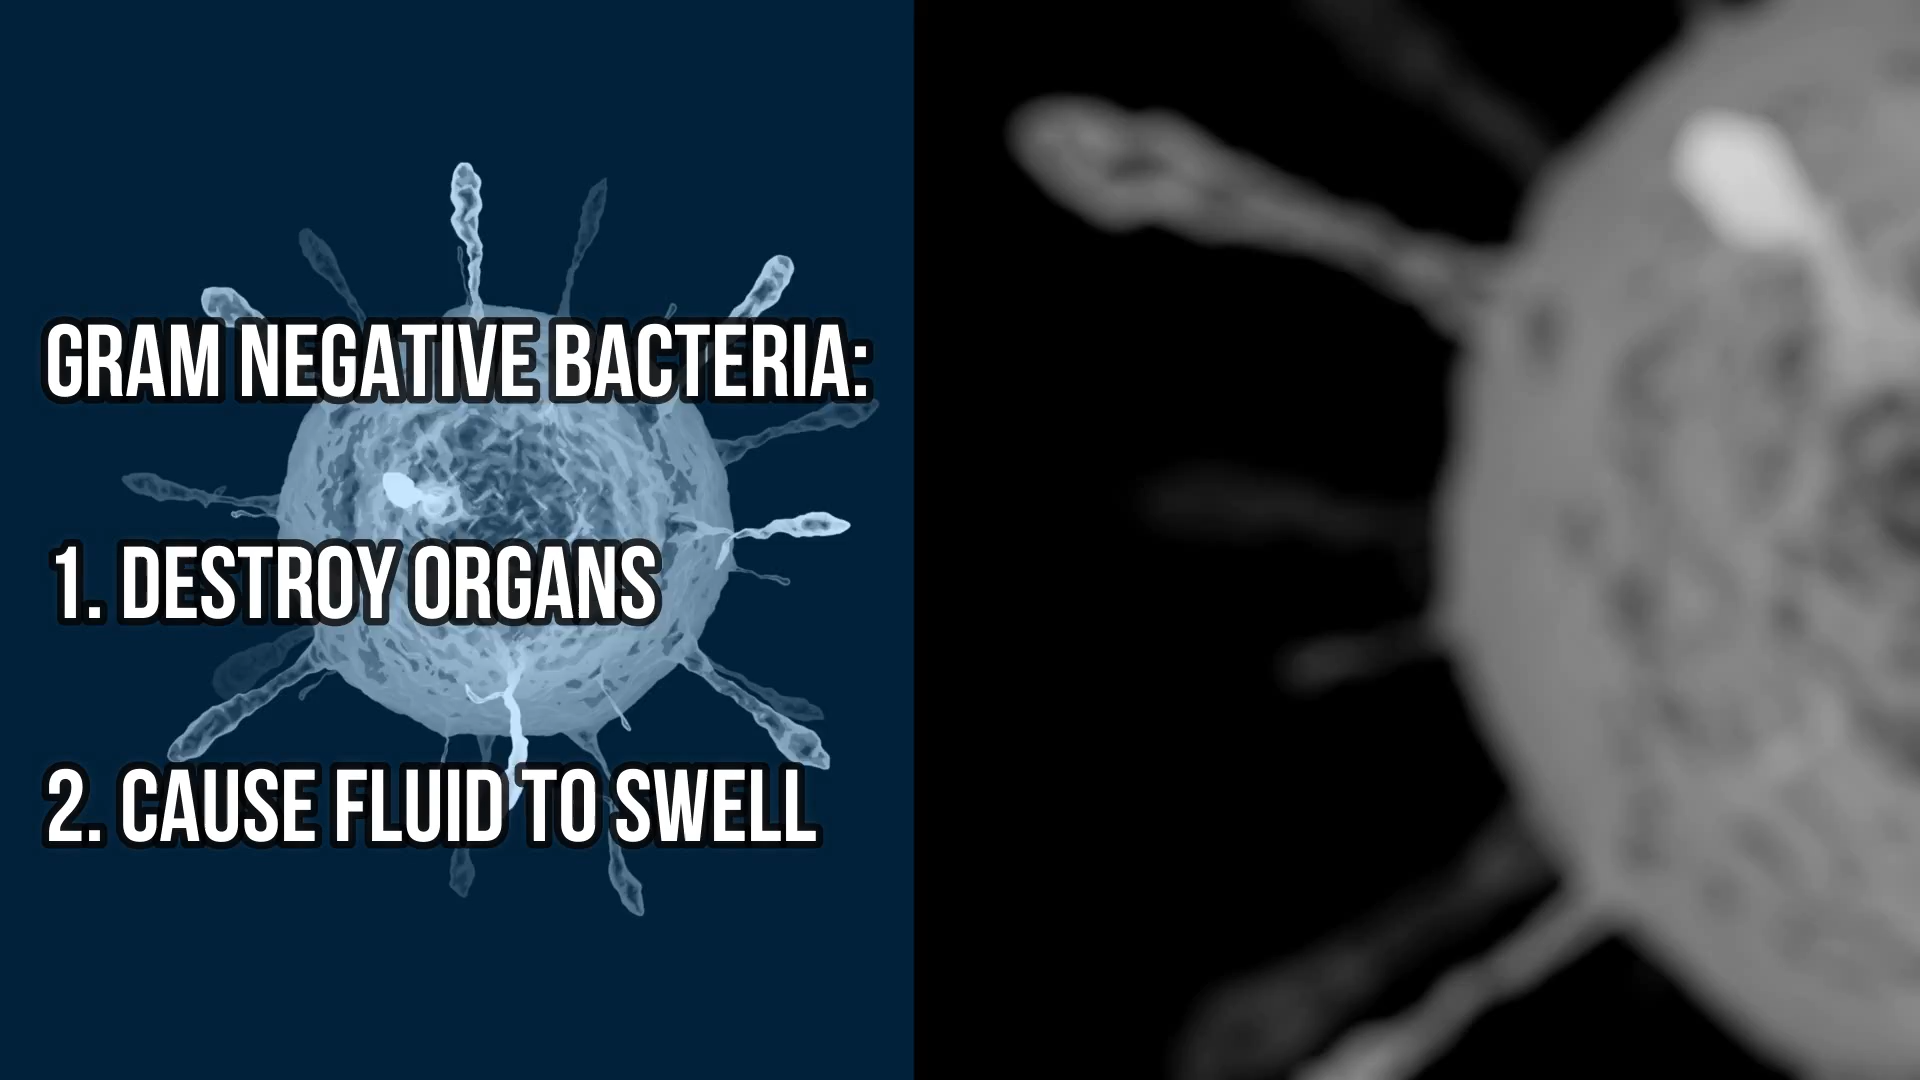 GRAM NEGATIVE BACTERIA:
1. DESTROY ORGANS
2. CAUSE FLUID TO SWELL